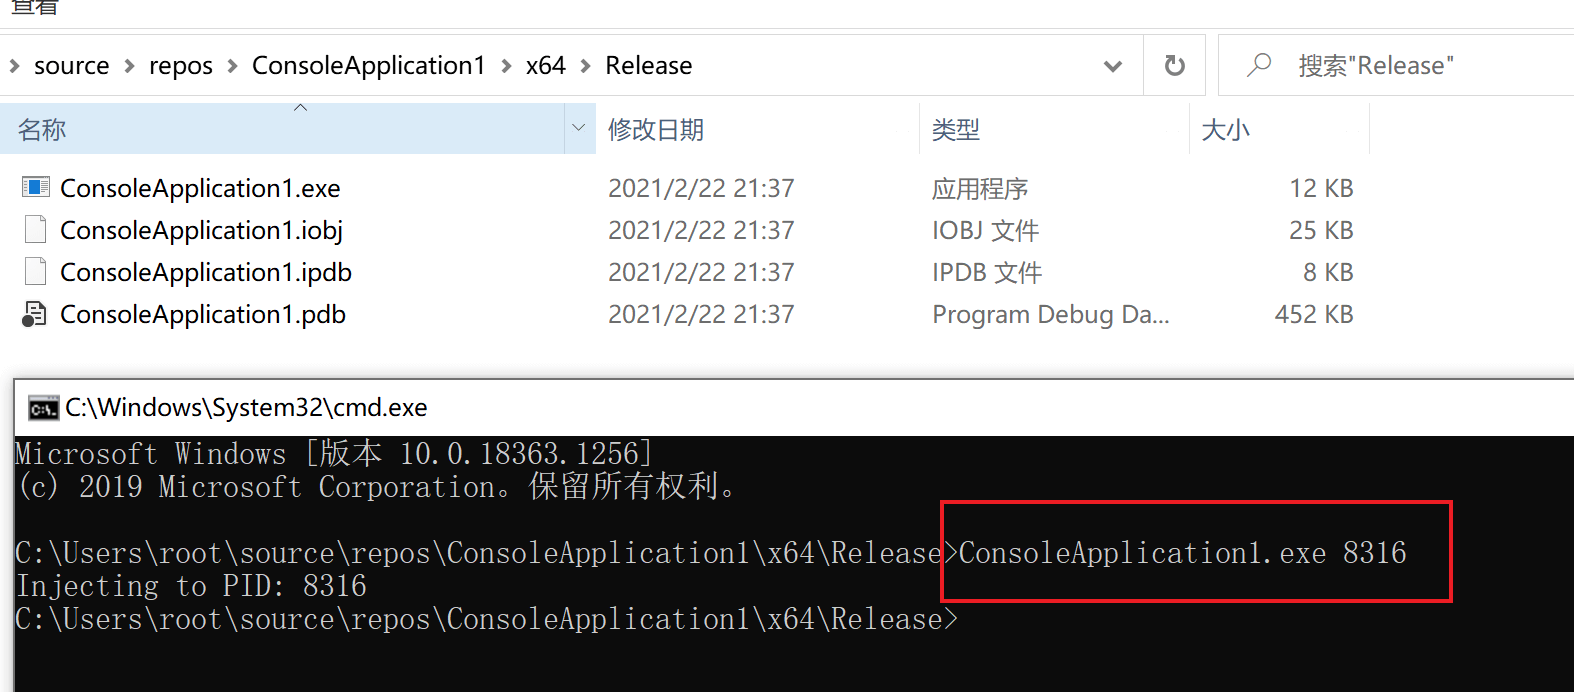 查看
source repos ConsoleApplication1 x64 Release 搜索"Release"
名称 修改日期 类型 大小
ConsoleApplication1.exe 2021/2/22 21:37 应用程序 12 KB
ConsoleApplication1.iobj 2021/2/22 21:37 IOBJ 文件 25 KB
ConsoleApplication1.ipdb 2021/2/22 21:37 IPDB 文件 8 KB
ConsoleApplication1.pdb 2021/2/22 21:37 Program Debug Da... 452 KB
C:\Windows\System32\cmd.exe
Microsoft Windows [版本 10.0.18363.1256]
(c) 2019 Microsoft Corporation。保留所有权利。
C:\Users\root\source\repos\ConsoleApplication1\x64\Release>ConsoleApplication1.exe 8316
Injecting to PID: 8316
C:\Users\root\source\repos\ConsoleApplication1\x64\Release>